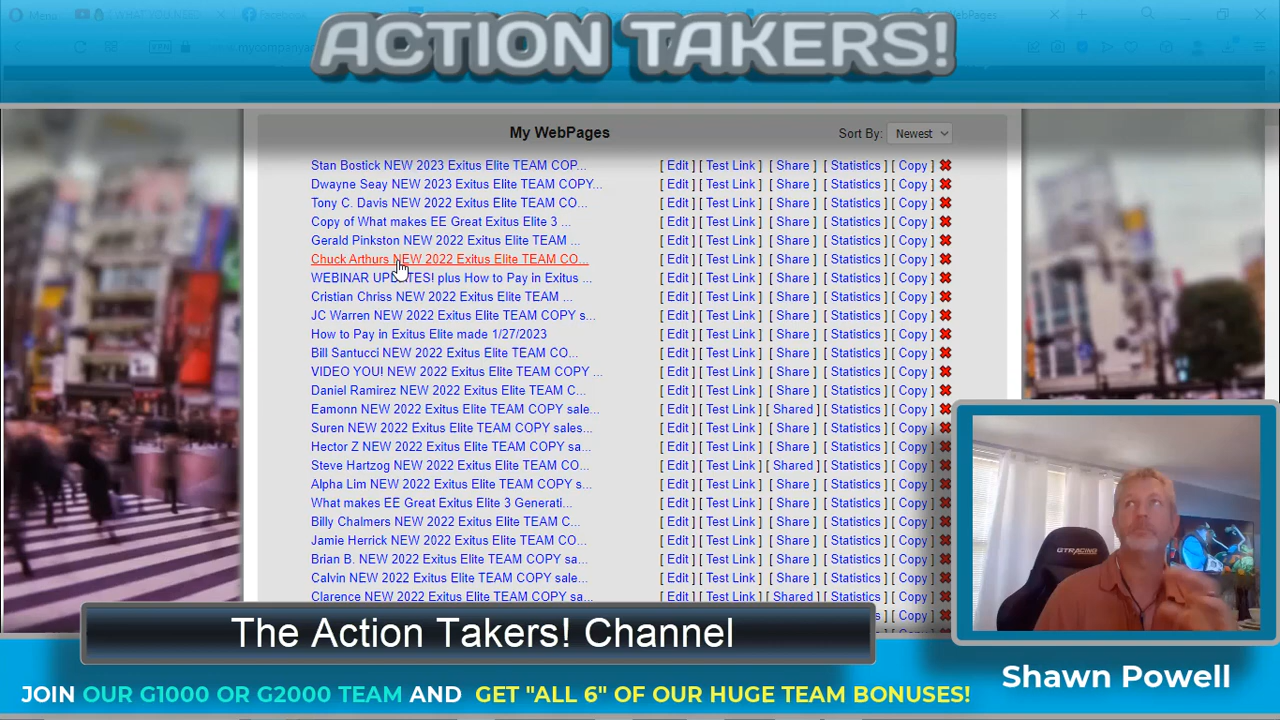 ACTION TAKERS!
My WebPages Sort By: Newest
Stan Bostick NEW 2023 Exitus Elite TEAM COP... [ Edit ] [ Test Link ] [ Share ] [ Statistics ] [ Copy ]
Dwayne Seay NEW 2023 Exitus Elite TEAM COPY... [ Edit ] [ Test Link ] [ Share ] [ Statistics ] [ Copy ]
Tony C. Davis NEW 2022 Exitus Elite TEAM CO... [ Edit ] [ Test Link ] [ Share ] [ Statistics ] [ Copy ]
Copy of What makes EE Great Exitus Elite 3 ... [ Edit ] [ Test Link ] [ Share ] [ Statistics ] [ Copy ]
Gerald Pinkston NEW 2022 Exitus Elite TEAM ... [ Edit ] [ Test Link ] [ Share ] [ Statistics ] [ Copy ]
Chuck Arthurs NEW 2022 Exitus Elite TEAM CO... [ Edit ] [ Test Link ] [ Share ] [ Statistics ] [ Copy ]
WEBINAR UPDATES! plus How to Pay in Exitus ... [ Edit ] [ Test Link ] [ Share ] [ Statistics ] [ Copy ]
Cristian Chriss NEW 2022 Exitus Elite TEAM ... [ Edit ] [ Test Link ] [ Share ] [ Statistics ] [ Copy ]
JC Warren NEW 2022 Exitus Elite TEAM COPY s... [ Edit ] [ Test Link ] [ Share ] [ Statistics ] [ Copy ]
How to Pay in Exitus Elite made 1/27/2023 [ Edit ] [ Test Link ] [ Share ] [ Statistics ] [ Copy ]
Bill Santucci NEW 2022 Exitus Elite TEAM CO... [ Edit ] [ Test Link ] [ Share ] [ Statistics ] [ Copy ]
VIDEO YOU! NEW 2022 Exitus Elite TEAM COPY ... [ Edit ] [ Test Link ] [ Share ] [ Statistics ] [ Copy ]
Daniel Ramirez NEW 2022 Exitus Elite TEAM C... [ Edit ] [ Test Link ] [ Share ] [ Statistics ] [ Copy ]
Eamonn NEW 2022 Exitus Elite TEAM COPY sale... [ Edit ] [ Test Link ] [ Shared ] [ Statistics ] [ Copy ]
Suren NEW 2022 Exitus Elite TEAM COPY sales... [ Edit ] [ Test Link ] [ Share ] [ Statistics ] [ Copy ]
Hector Z NEW 2022 Exitus Elite TEAM COPY sa... [ Edit ] [ Test Link ] [ Share ] [ Statistics ] [ Copy ]
Steve Hartzog NEW 2022 Exitus Elite TEAM CO... [ Edit ] [ Test Link ] [ Shared ] [ Statistics ] [ Copy ]
Alpha Lim NEW 2022 Exitus Elite TEAM COPY s... [ Edit ] [ Test Link ] [ Share ] [ Statistics ] [ Copy ]
What makes EE Great Exitus Elite 3 Generati... [ Edit ] [ Test Link ] [ Share ] [ Statistics ] [ Copy ]
Billy Chalmers NEW 2022 Exitus Elite TEAM C... [ Edit ] [ Test Link ] [ Share ] [ Statistics ] [ Copy ]
Jamie Herrick NEW 2022 Exitus Elite TEAM CO... [ Edit ] [ Test Link ] [ Share ] [ Statistics ] [ Copy ]
Brian B. NEW 2022 Exitus Elite TEAM COPY sa... [ Edit ] [ Test Link ] [ Share ] [ Statistics ] [ Copy ]
Calvin NEW 2022 Exitus Elite TEAM COPY sale... [ Edit ] [ Test Link ] [ Share ] [ Statistics ] [ Copy ]
Clarence NEW 2022 Exitus Elite TEAM COPY sa... [ Edit ] [ Test Link ] [ Shared ] [ Statistics ] [ Copy ]
GTRACING
The Action Takers! Channel
Shawn Powell
JOIN OUR G1000 OR G2000 TEAM AND GET "ALL 6" OF OUR HUGE TEAM BONUSES!